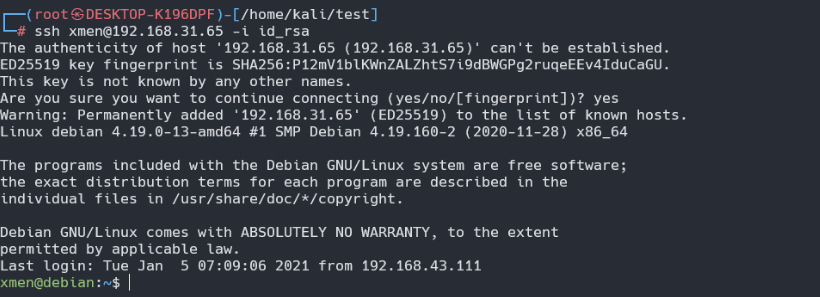 ┌──(root㉿DESKTOP-K196DPF)-[/home/kali/test]
└─# ssh xmen@192.168.31.65 -i id_rsa
The authenticity of host '192.168.31.65 (192.168.31.65)' can't be established.
ED25519 key fingerprint is SHA256:P12mV1blKWnZALZhtS7i9dBWGPg2ruqeEEv4IduCaGU.
This key is not known by any other names.
Are you sure you want to continue connecting (yes/no/[fingerprint])? yes
Warning: Permanently added '192.168.31.65' (ED25519) to the list of known hosts.
Linux debian 4.19.0-13-amd64 #1 SMP Debian 4.19.160-2 (2020-11-28) x86_64

The programs included with the Debian GNU/Linux system are free software;
the exact distribution terms for each program are described in the
individual files in /usr/share/doc/*/copyright.

Debian GNU/Linux comes with ABSOLUTELY NO WARRANTY, to the extent
permitted by applicable law.
Last login: Tue Jan  5 07:09:06 2021 from 192.168.43.111
xmen@debian:~$